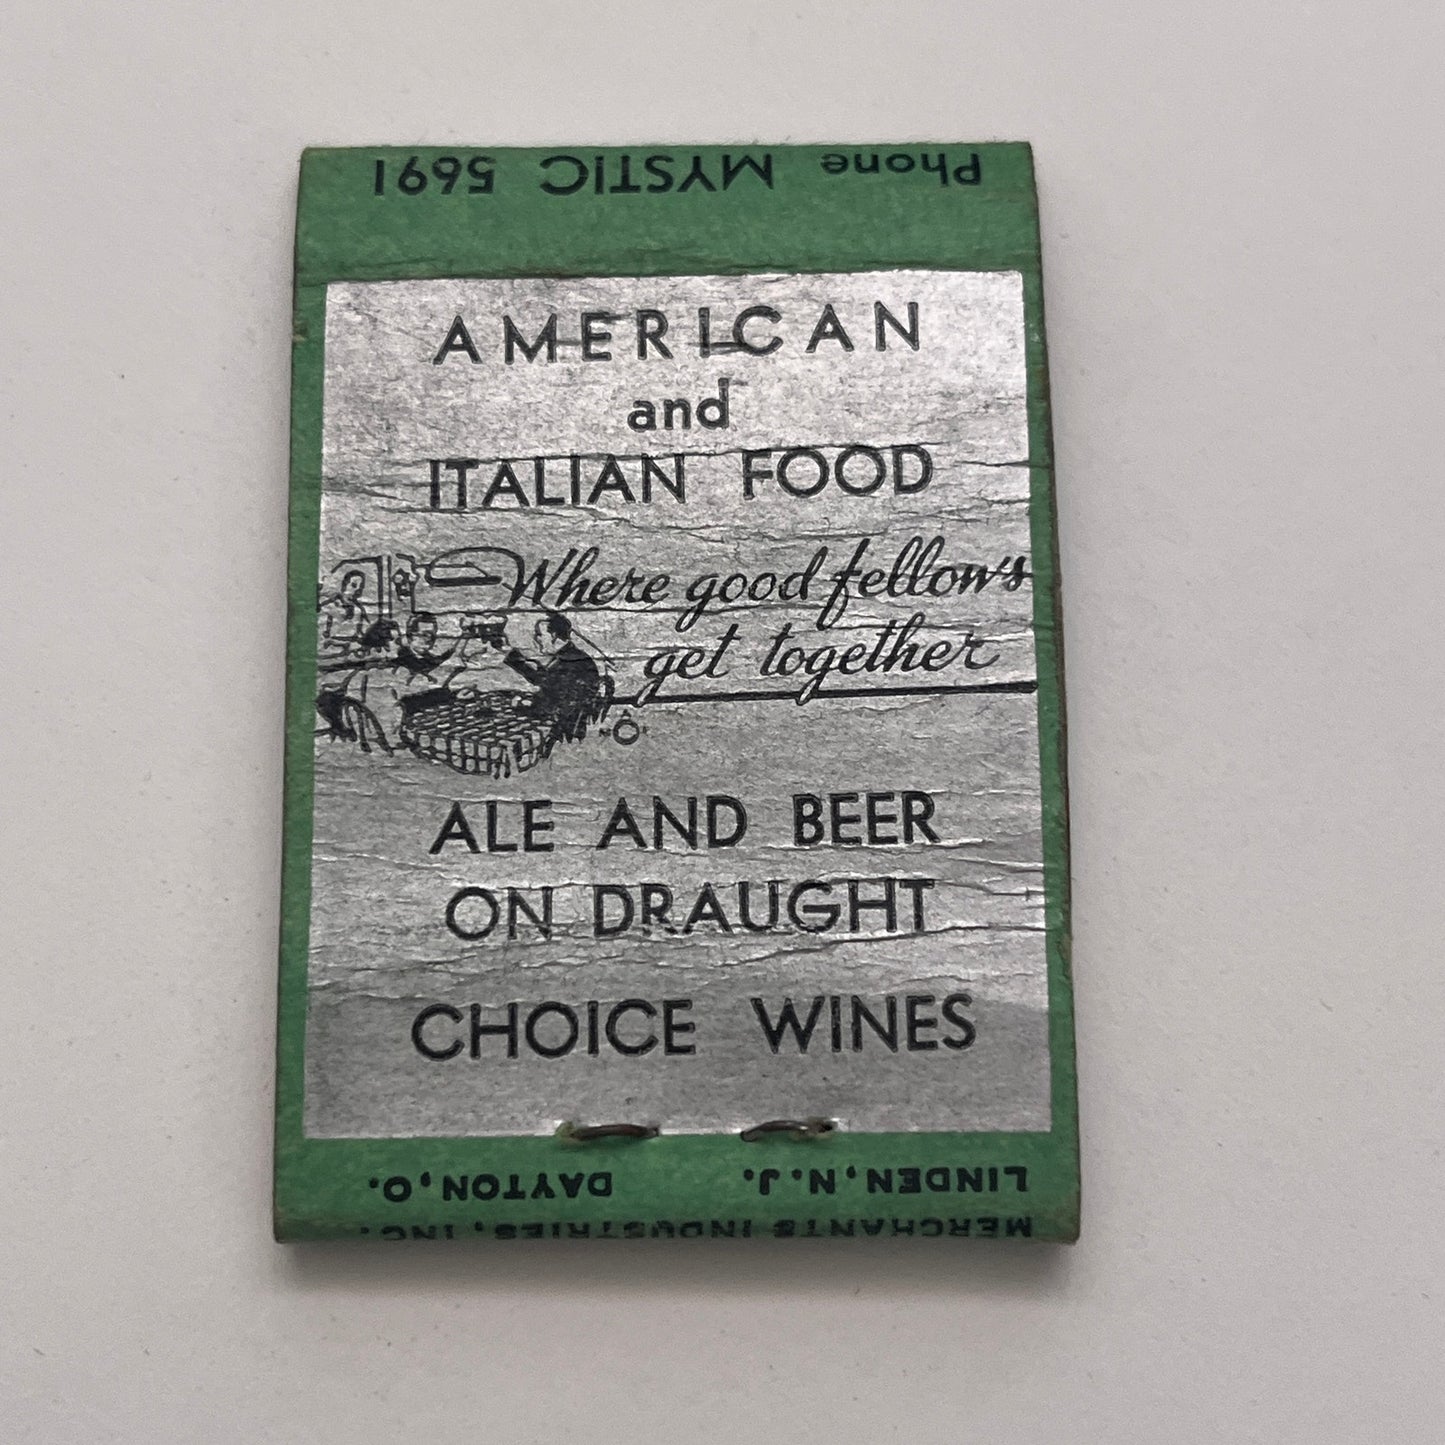 Phone MYSTIC 5691
AMERICAN
and
ITALIAN FOOD
Where good fellows
get together
ALE AND BEER
ON DRAUGHT
CHOICE WINES
MERCHANTS INDUSTRIES, INC.
LINDEN, N. J. DAYTON, O.